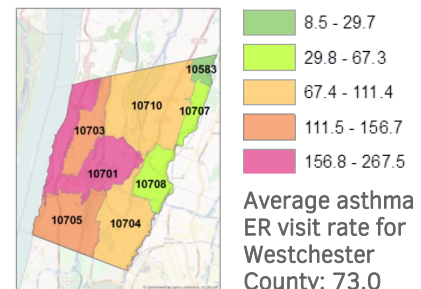 10583
10710
10707
10703
10701
10708
10705
10704
8.5 - 29.7
29.8 - 67.3
67.4 - 111.4
111.5 - 156.7
156.8 - 267.5
Average asthma
ER visit rate for
Westchester
County: 73.0